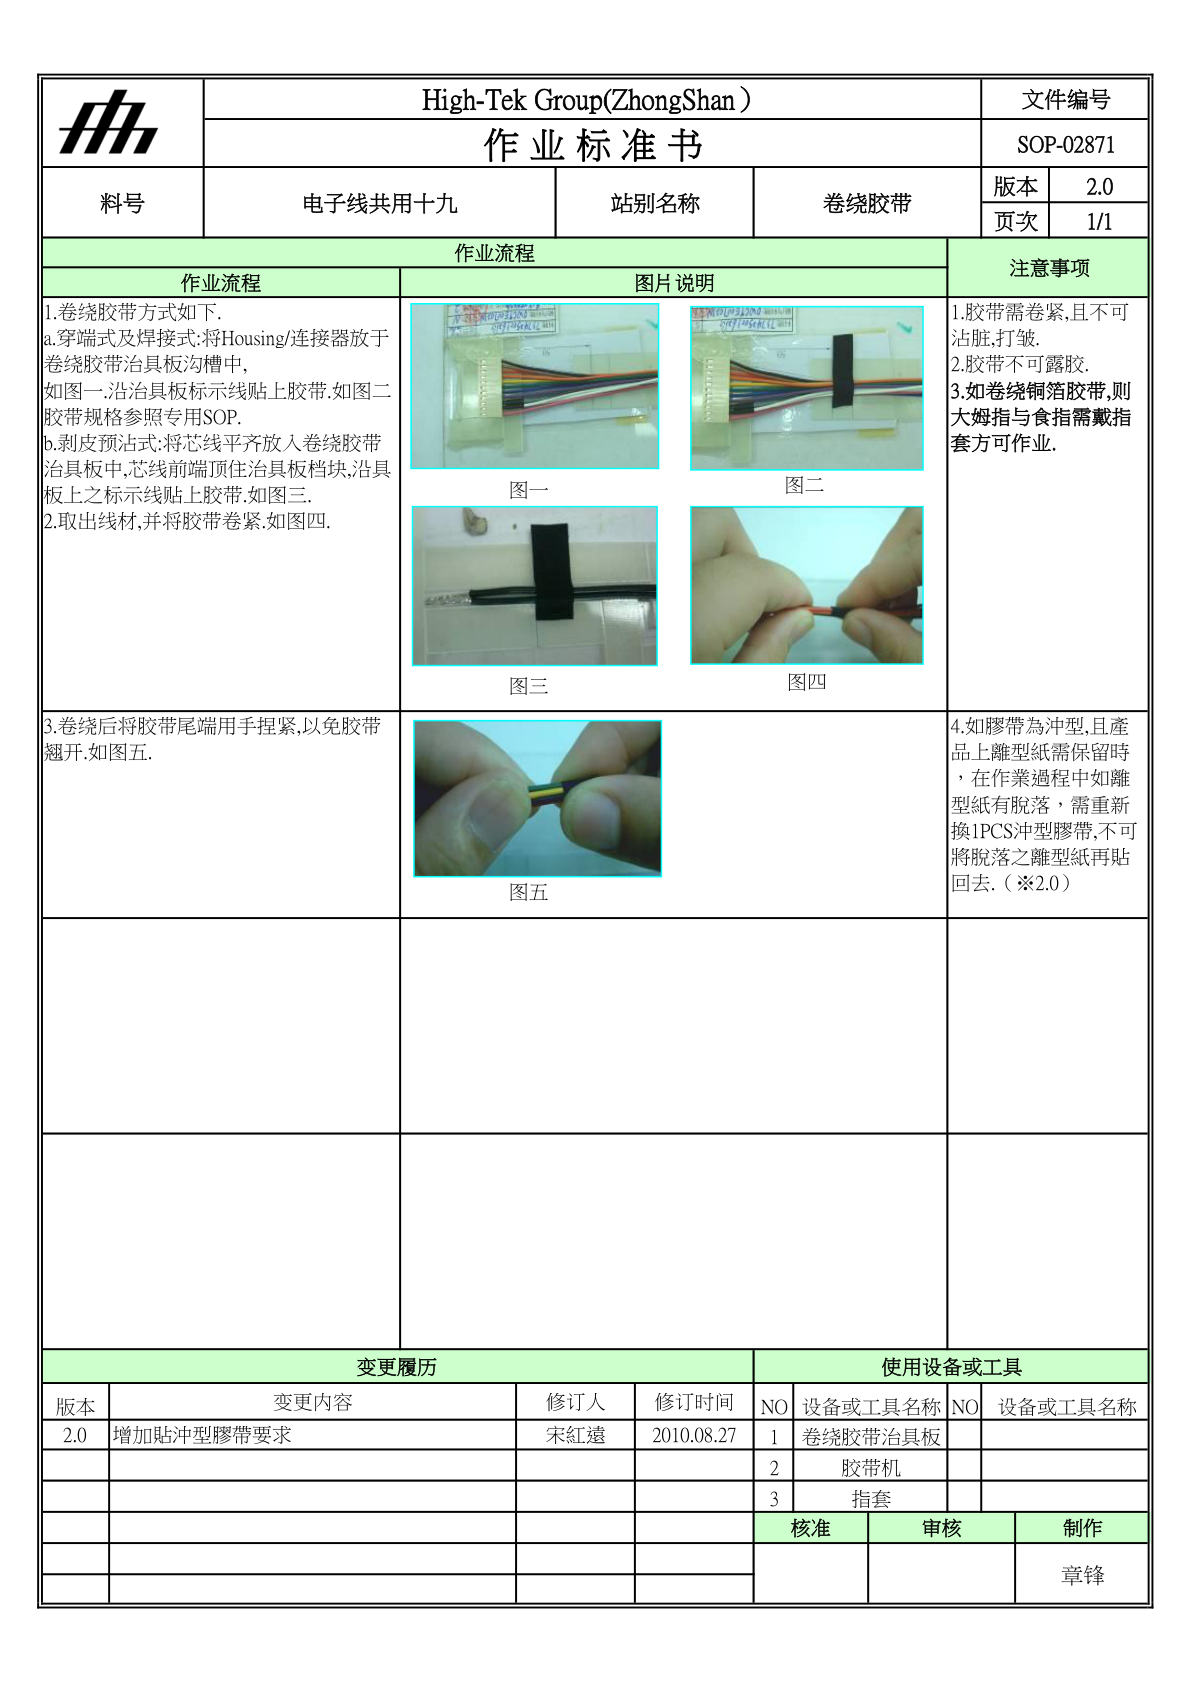 High-Tek Group(ZhongShan）
文件编号
作 业 标 准 书
SOP-02871
料号
电子线共用十九
站别名称
卷绕胶带
版本
2.0
页次
1/1
作业流程
注意事项
作业流程
图片说明
1.卷绕胶带方式如下.
a.穿端式及焊接式:将Housing/连接器放于
卷绕胶带治具板沟槽中,
如图一.沿治具板标示线贴上胶带.如图二
胶带规格参照专用SOP.
b.剥皮预沾式:将芯线平齐放入卷绕胶带
治具板中,芯线前端顶住治具板档块,沿具
板上之标示线贴上胶带.如图三.
2.取出线材,并将胶带卷紧.如图四.
图一
图二
图三
图四
1.胶带需卷紧,且不可
沾脏,打皱.
2.胶带不可露胶.
3.如卷绕铜箔胶带,则
大姆指与食指需戴指
套方可作业.
3.卷绕后将胶带尾端用手捏紧,以免胶带
翘开.如图五.
图五
4.如膠帶為沖型,且產
品上離型紙需保留時
，在作業過程中如離
型紙有脫落，需重新
換1PCS沖型膠帶,不可
將脫落之離型紙再貼
回去.（※2.0）
变更履历
使用设备或工具
版本
变更内容
修订人
修订时间
NO
设备或工具名称
NO
设备或工具名称
2.0
增加貼沖型膠帶要求
宋紅遠
2010.08.27
1
卷绕胶带治具板
2
胶带机
3
指套
核准
审核
制作
章锋